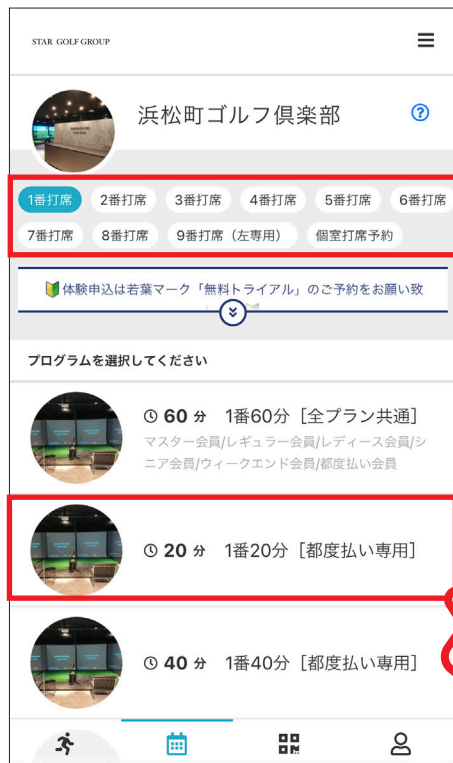 STAR GOLF GROUP
浜松町ゴルフ倶楽部
1番打席 2番打席 3番打席 4番打席 5番打席 6番打席
7番打席 8番打席 9番打席（左専用） 個室打席予約
体験申込は若葉マーク「無料トライアル」のご予約をお願い致
プログラムを選択してください
60 分 1番60分［全プラン共通］
マスター会員/レギュラー会員/レディース会員/シ
ニア会員/ウィークエンド会員/都度払い会員
20 分 1番20分［都度払い専用］
40 分 1番40分［都度払い専用］